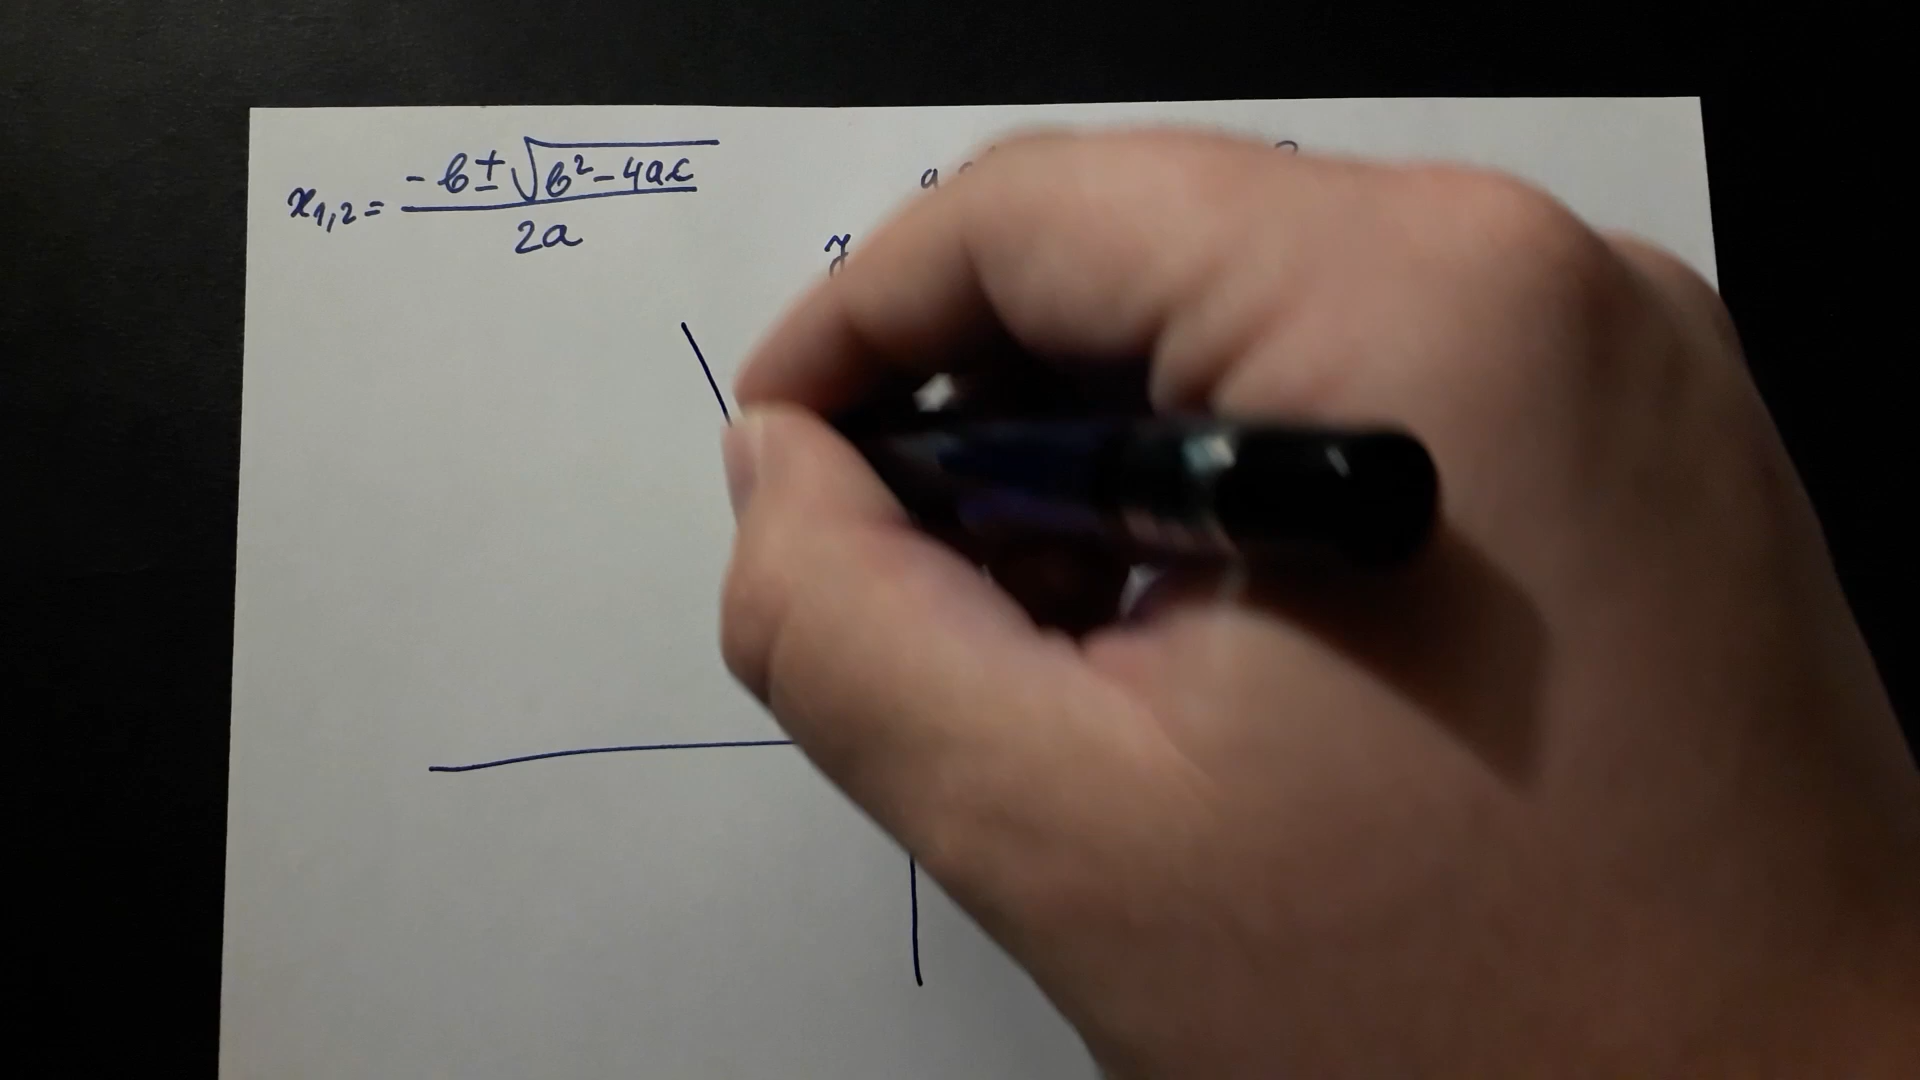 x₁,₂ = (-b ± √(b² - 4ac)) / 2a
a
y